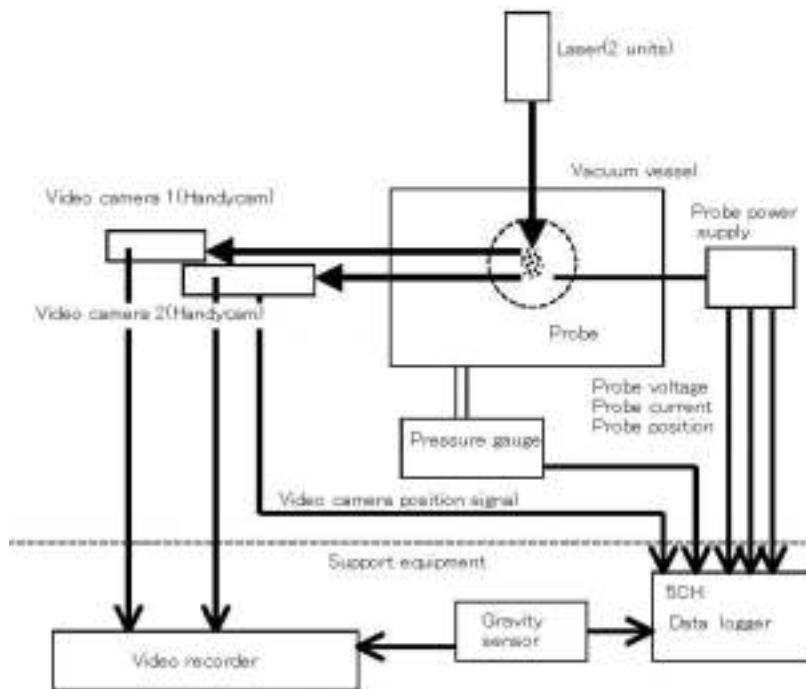 Laser(2 units)
Vacuum vessel
Video camera 1(Handycam)
Probe power
supply
Video camera 2(Handycam)
Probe
Probe voltage
Probe current
Probe position
Pressure gauge
Video camera position signal
Support equipment
5CH
Data logger
Gravity
sensor
Video recorder